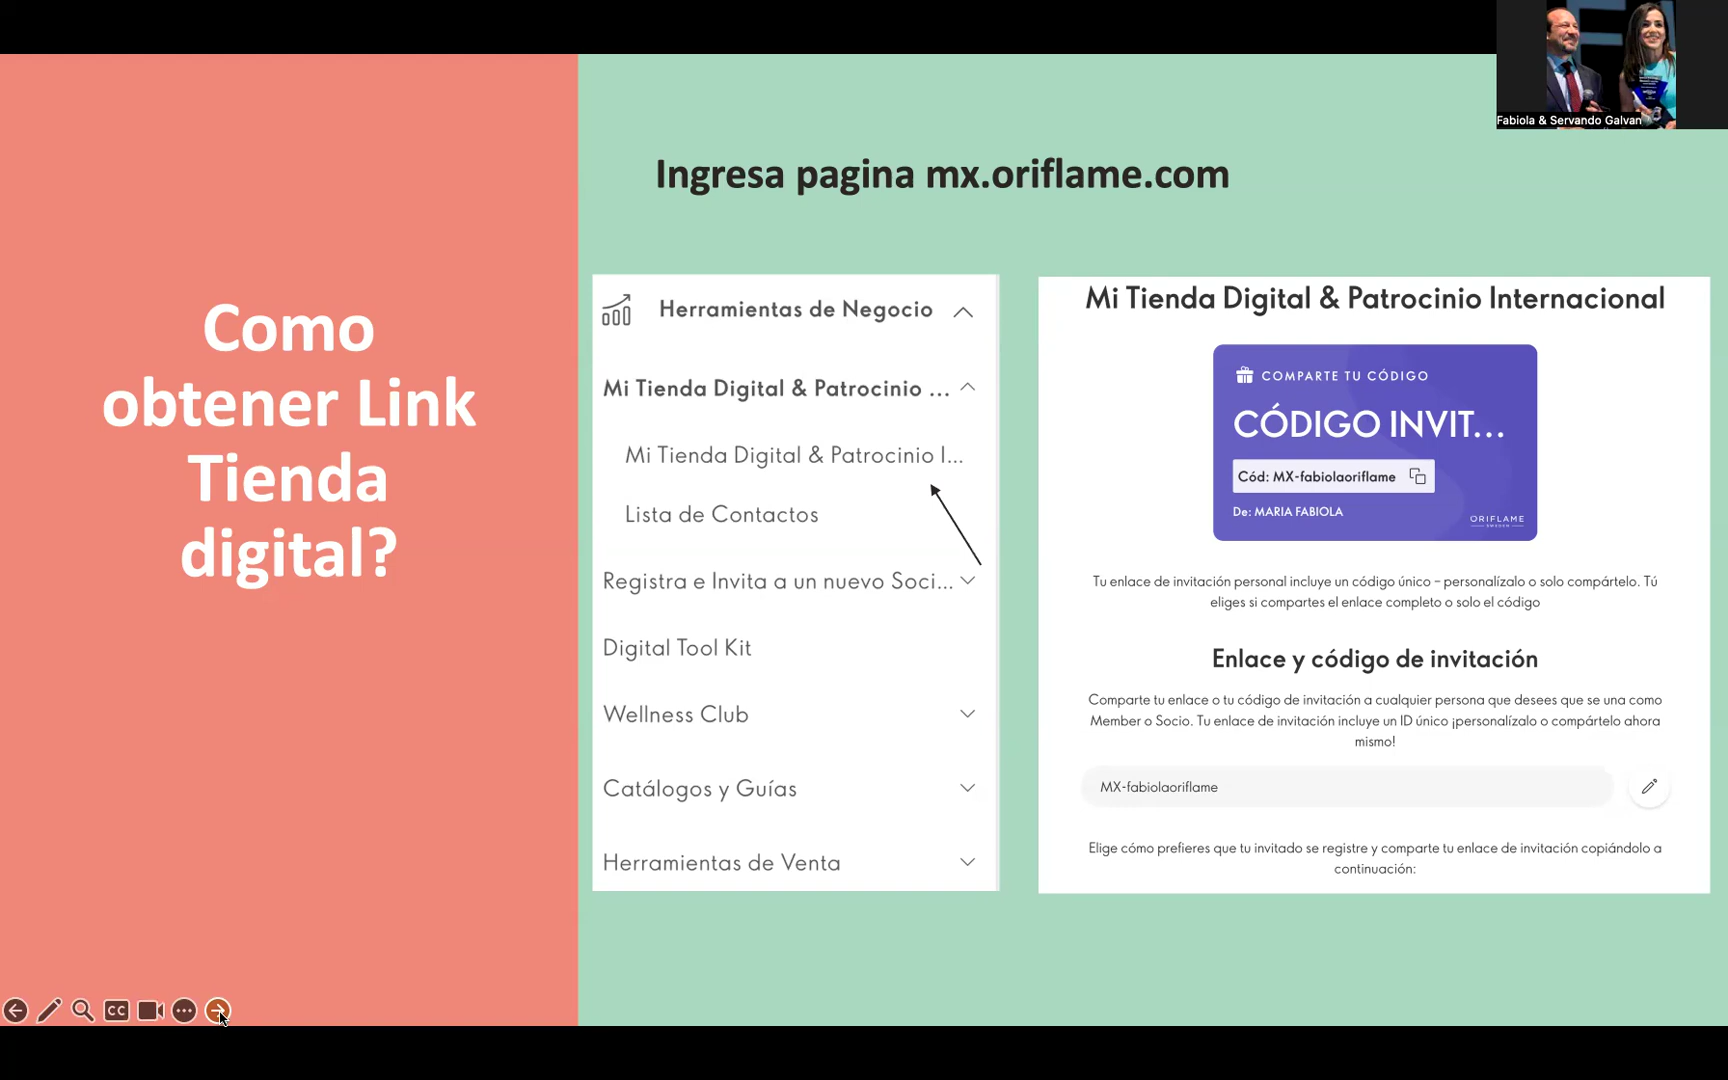 Fabiola & Servando Galvan
Como
obtener Link
Tienda
digital?
Ingresa pagina mx.oriflame.com
Herramientas de Negocio
Mi Tienda Digital & Patrocinio ...
Mi Tienda Digital & Patrocinio I...
Lista de Contactos
Registra e Invita a un nuevo Soci...
Digital Tool Kit
Wellness Club
Catálogos y Guías
Herramientas de Venta
Mi Tienda Digital & Patrocinio Internacional
COMPARTE TU CÓDIGO
CÓDIGO INVIT...
Cód: MX-fabiolaoriflame
De: MARIA FABIOLA
ORIFLAME
SWEDEN
Tu enlace de invitación personal incluye un código único – personalízalo o solo compártelo. Tú
eliges si compartes el enlace completo o solo el código
Enlace y código de invitación
Comparte tu enlace o tu código de invitación a cualquier persona que desees que se una como
Member o Socio. Tu enlace de invitación incluye un ID único ¡personalízalo o compártelo ahora
mismo!
MX-fabiolaoriflame
Elige cómo prefieres que tu invitado se registre y comparte tu enlace de invitación copiándolo a
continuación:
CC